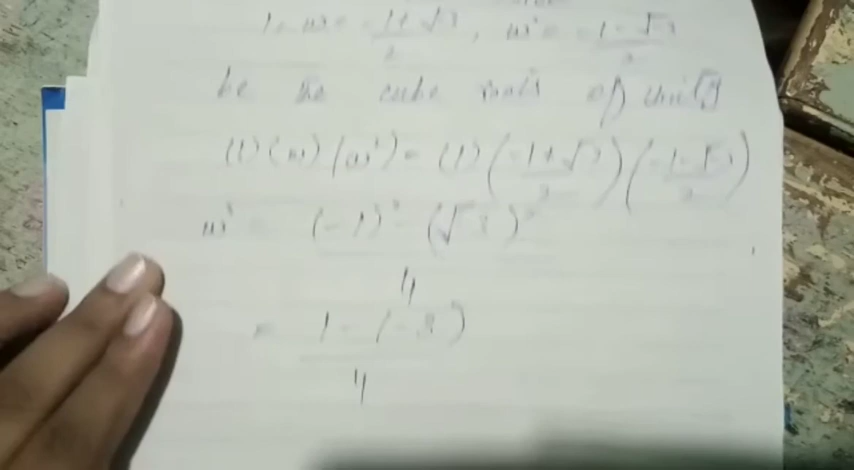 1, ω = -1+√-3/2, ω² = -1-√-3/2
be the cube roots of unity
(1)(ω)(ω²) = (1)(-1+√-3/2)(-1-√-3/2)
ω³ = (-1)² - (√-3)²/4
= 1-(-3)/4